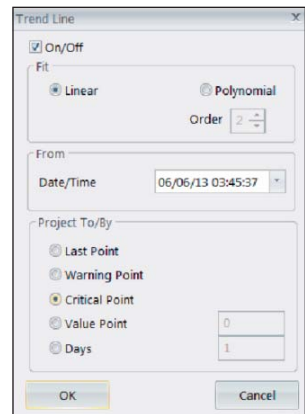 Trend Line x
On/Off
Fit
Linear Polynomial
Order 2
From
Date/Time 06/06/13 03:45:37
Project To/By
Last Point
Warning Point
Critical Point
Value Point 0
Days 1
OK Cancel